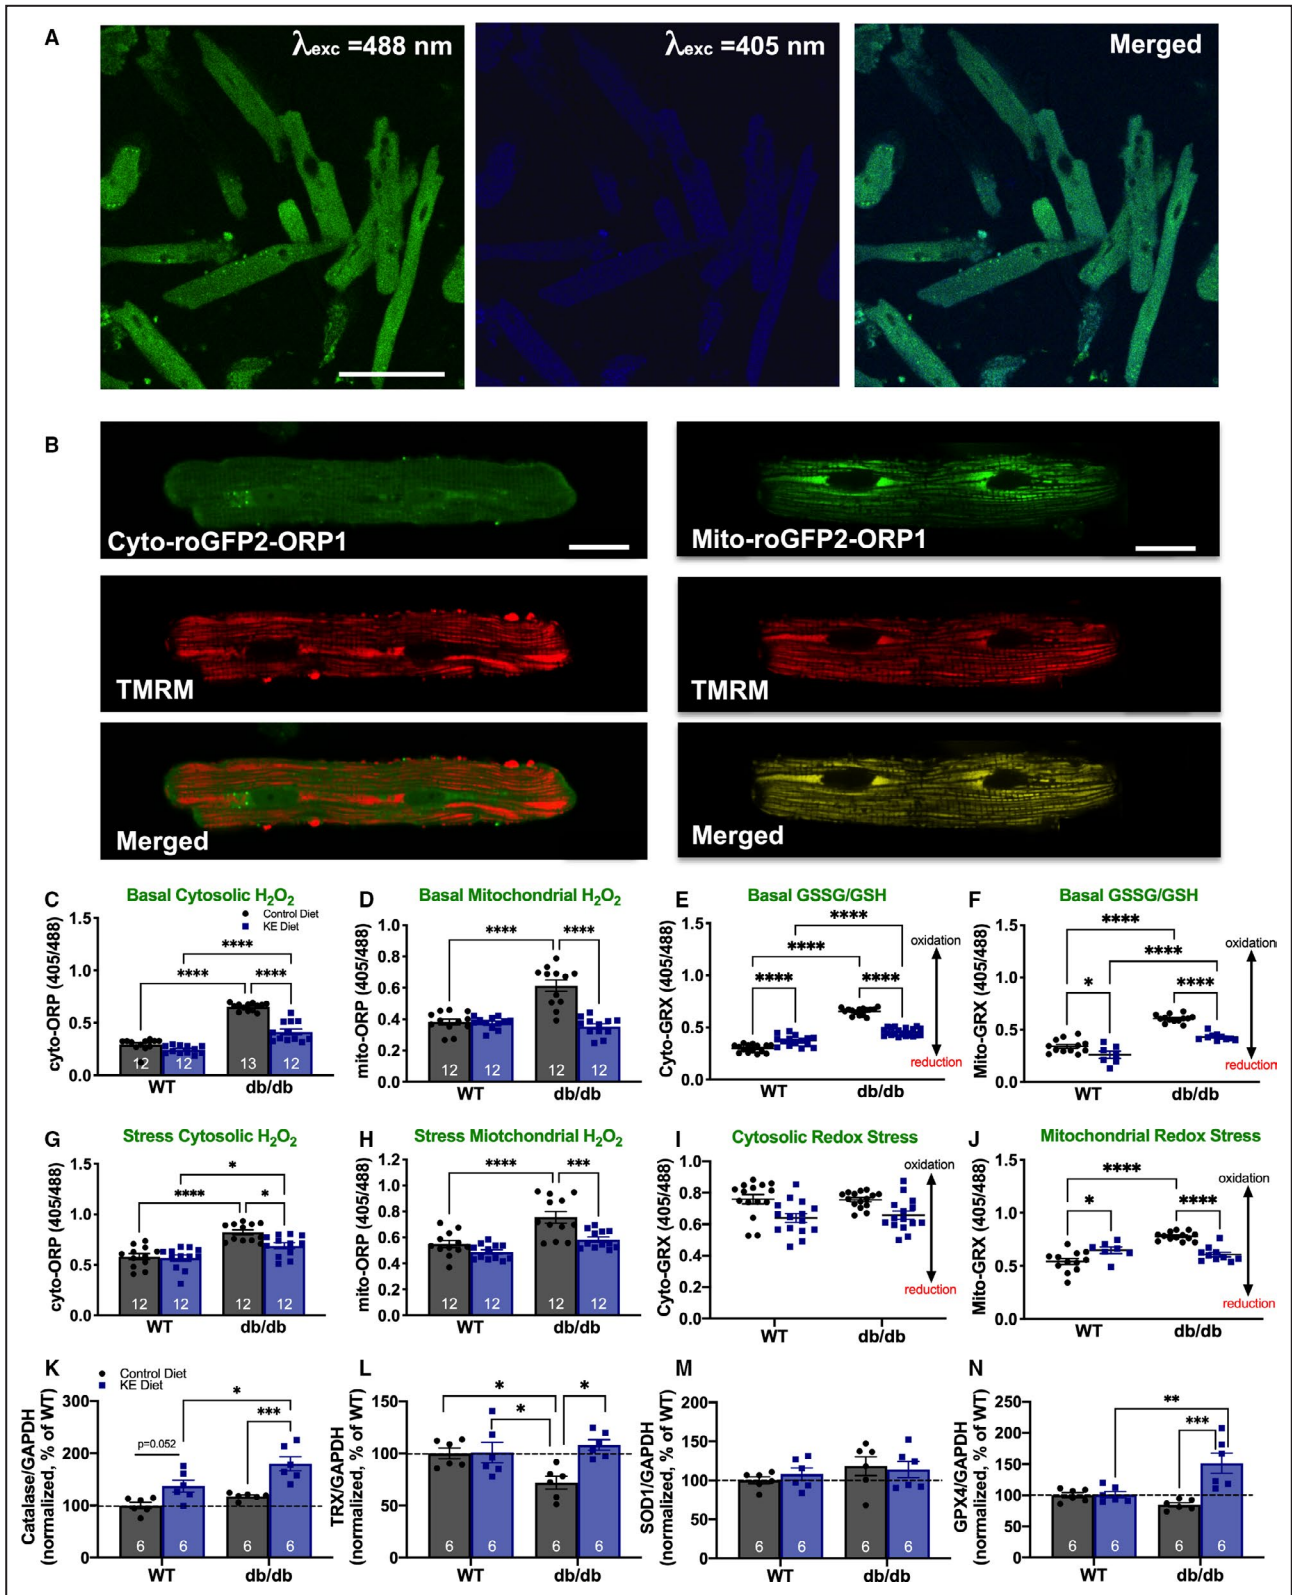 A
λexc =488 nm
λexc =405 nm
Merged
B
Cyto-roGFP2-ORP1
Mito-roGFP2-ORP1
TMRM
TMRM
Merged
Merged
C
Basal Cytosolic H2O2
cyto-ORP (405/488)
1.5
1.0
0.5
0.0
Control Diet
KE Diet
****
****
****
12
12
13
12
WT
db/db
D
Basal Mitochondrial H2O2
mito-ORP (405/488)
1.0
0.8
0.6
0.4
0.2
0.0
****
****
12
12
12
12
WT
db/db
E
Basal GSSG/GSH
Cyto-GRX (405/488)
1.5
1.0
0.5
0.0
****
****
****
****
oxidation
reduction
WT
db/db
F
Basal GSSG/GSH
Mito-GRX (405/488)
1.5
1.0
0.5
0.0
****
****
*
****
oxidation
reduction
WT
db/db
G
Stress Cytosolic H2O2
cyto-ORP (405/488)
1.5
1.0
0.5
0.0
*
****
*
12
12
12
12
WT
db/db
H
Stress Miotchondrial H2O2
mito-ORP (405/488)
1.2
1.0
0.8
0.6
0.4
0.2
0.0
****
***
12
12
12
12
WT
db/db
I
Cytosolic Redox Stress
Cyto-GRX (405/488)
1.0
0.8
0.6
0.4
0.2
0.0
oxidation
reduction
WT
db/db
J
Mitochondrial Redox Stress
Mito-GRX (405/488)
1.5
1.0
0.5
0.0
****
*
****
oxidation
reduction
WT
db/db
K
Control Diet
KE Diet
Catalase/GAPDH
(normalized, % of WT)
300
200
100
0
*
***
p=0.052
6
6
6
6
WT
db/db
L
TRX/GAPDH
(normalized, % of WT)
150
100
50
0
*
*
*
6
6
6
6
WT
db/db
M
SOD1/GAPDH
(normalized, % of WT)
200
150
100
50
0
6
6
6
6
WT
db/db
N
GPX4/GAPDH
(normalized, % of WT)
250
200
150
100
50
0
**
***
6
6
6
6
WT
db/db